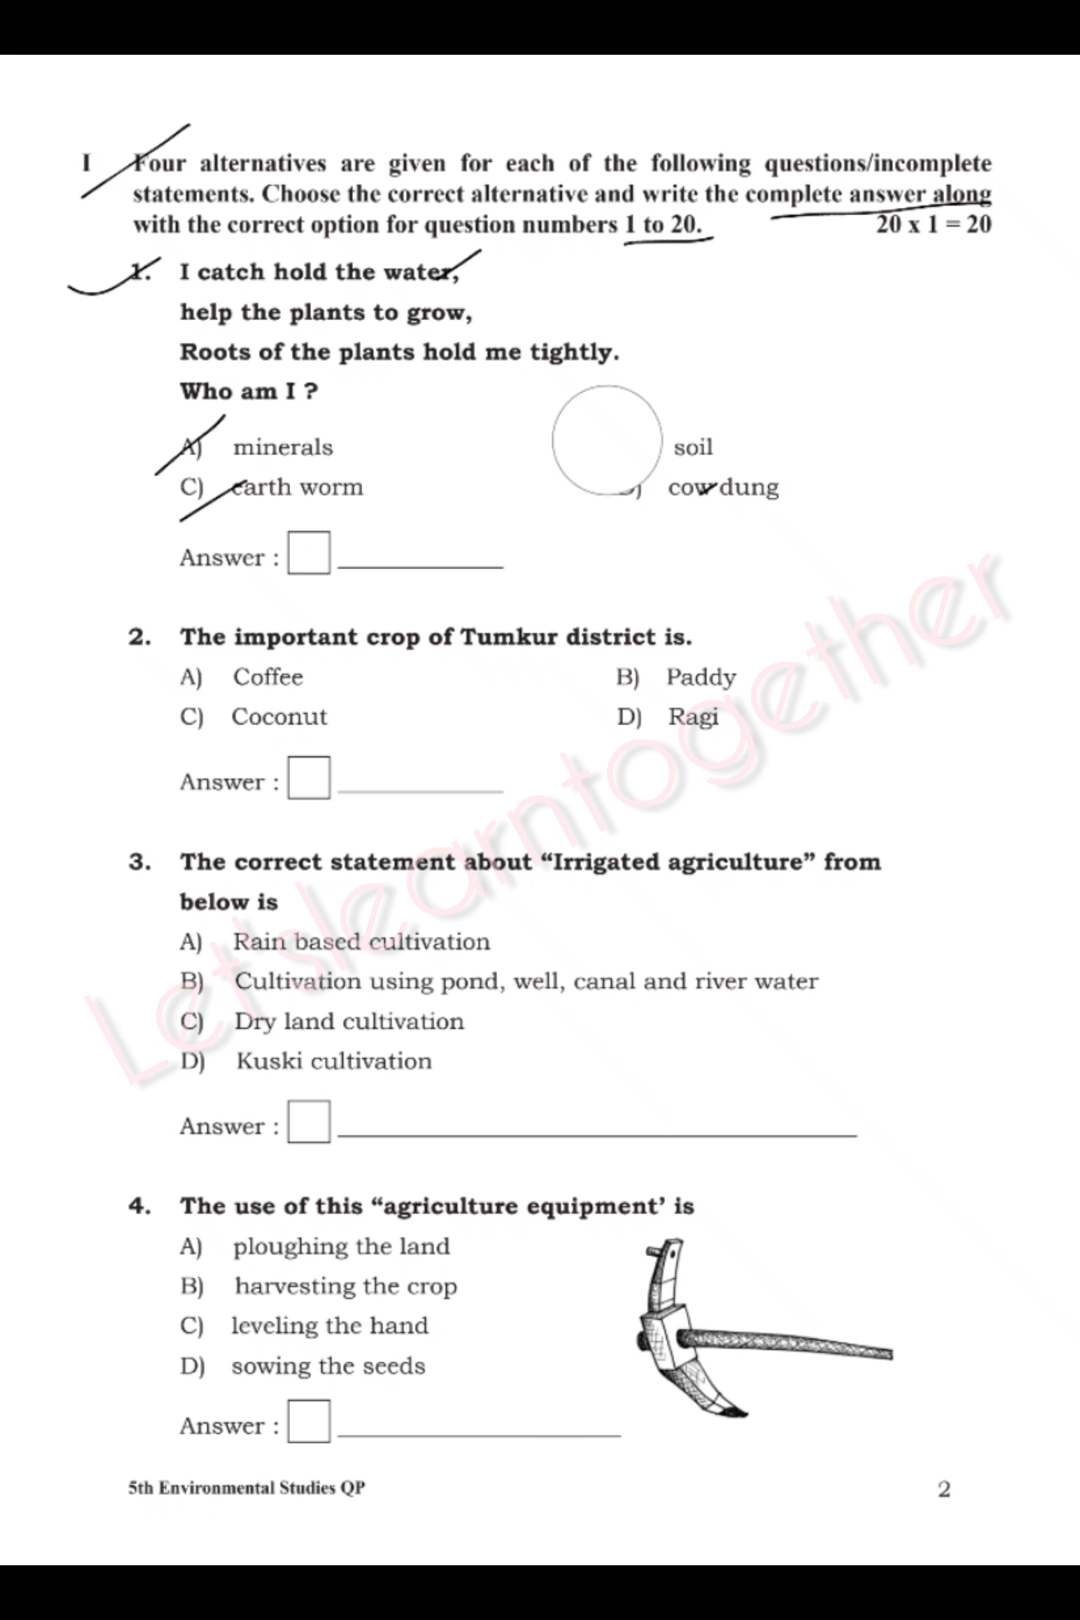 I Four alternatives are given for each of the following questions/incomplete
statements. Choose the correct alternative and write the complete answer along
with the correct option for question numbers 1 to 20. 20 x 1 = 20
1. I catch hold the water,
help the plants to grow,
Roots of the plants hold me tightly.
Who am I ?
A) minerals soil
C) earth worm D) cow dung
Answer :
2. The important crop of Tumkur district is.
A) Coffee B) Paddy
C) Coconut D) Ragi
Answer :
3. The correct statement about “Irrigated agriculture” from
below is
A) Rain based cultivation
B) Cultivation using pond, well, canal and river water
C) Dry land cultivation
D) Kuski cultivation
Answer :
4. The use of this “agriculture equipment’ is
A) ploughing the land
B) harvesting the crop
C) leveling the hand
D) sowing the seeds
Answer :
5th Environmental Studies QP 2
Let'slearntogether